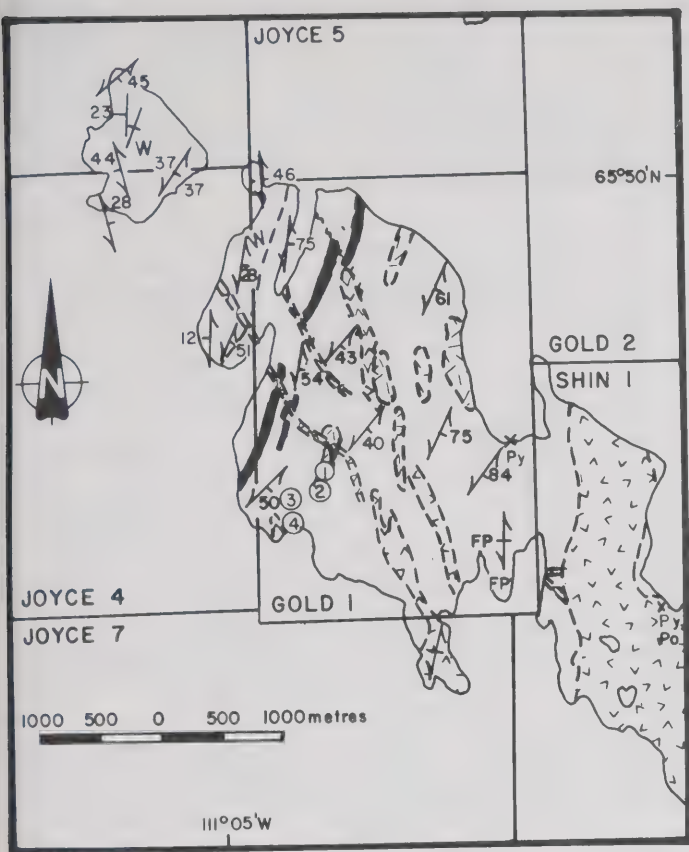 JOYCE 5
45
23
W
44
37
37
28
46
65°50'N
W
75
28
61
12
51
43
54
GOLD 2
SHIN 1
N
40
75
Py
84
1
2
50
3
4
FP
FP
JOYCE 4
GOLD 1
Py
Po
JOYCE 7
1000 500 0 500 1000 metres
111°05'W